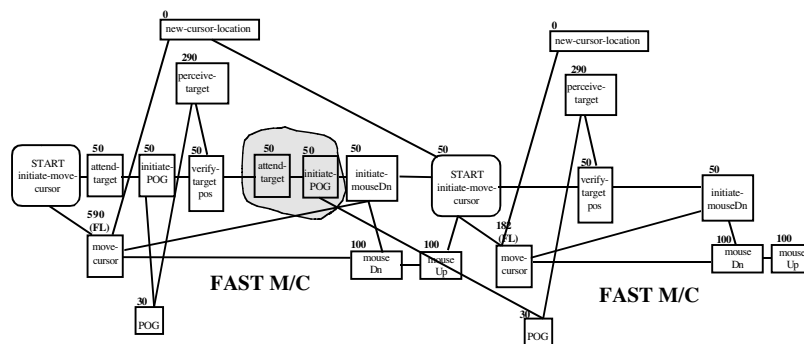 0
new-cursor-location
290
perceive-
target
50
START
initiate-move-
cursor
50
attend-
target
50
initiate-
POG
50
verify-
target
pos
50
attend-
target
50
initiate-
POG
50
initiate-
mouseDn
590
(FL)
move-
cursor
100
mouse
Dn
100
mouse
Up
FAST M/C
30
POG
50
START
initiate-move-
cursor
0
new-cursor-location
290
perceive-
target
50
verify-
target
pos
50
initiate-
mouseDn
182
(FL)
move-
cursor
100
mouse
Dn
100
mouse
Up
FAST M/C
30
POG